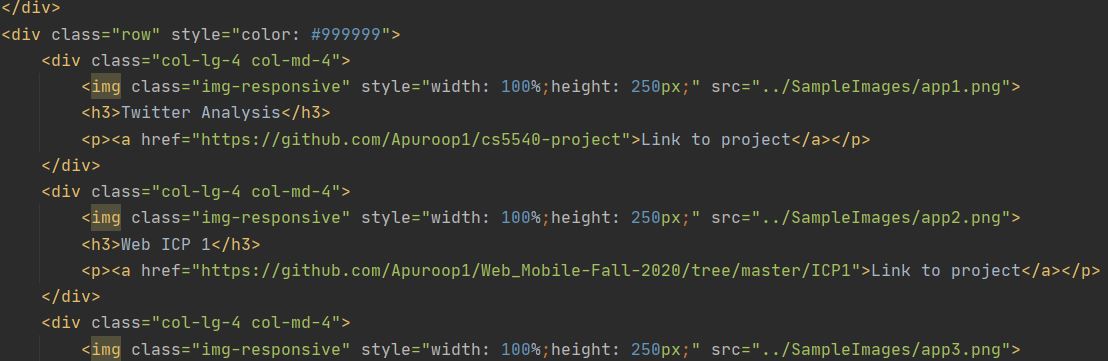 </div>
<div class="row" style="color: #999999">
<div class="col-lg-4 col-md-4">
<img class="img-responsive" style="width: 100%;height: 250px;" src="../SampleImages/app1.png">
<h3>Twitter Analysis</h3>
<p><a href="https://github.com/Apuroop1/cs5540-project">Link to project</a></p>
</div>
<div class="col-lg-4 col-md-4">
<img class="img-responsive" style="width: 100%;height: 250px;" src="../SampleImages/app2.png">
<h3>Web ICP 1</h3>
<p><a href="https://github.com/Apuroop1/Web_Mobile-Fall-2020/tree/master/ICP1">Link to project</a></p>
</div>
<div class="col-lg-4 col-md-4">
<img class="img-responsive" style="width: 100%;height: 250px;" src="../SampleImages/app3.png">